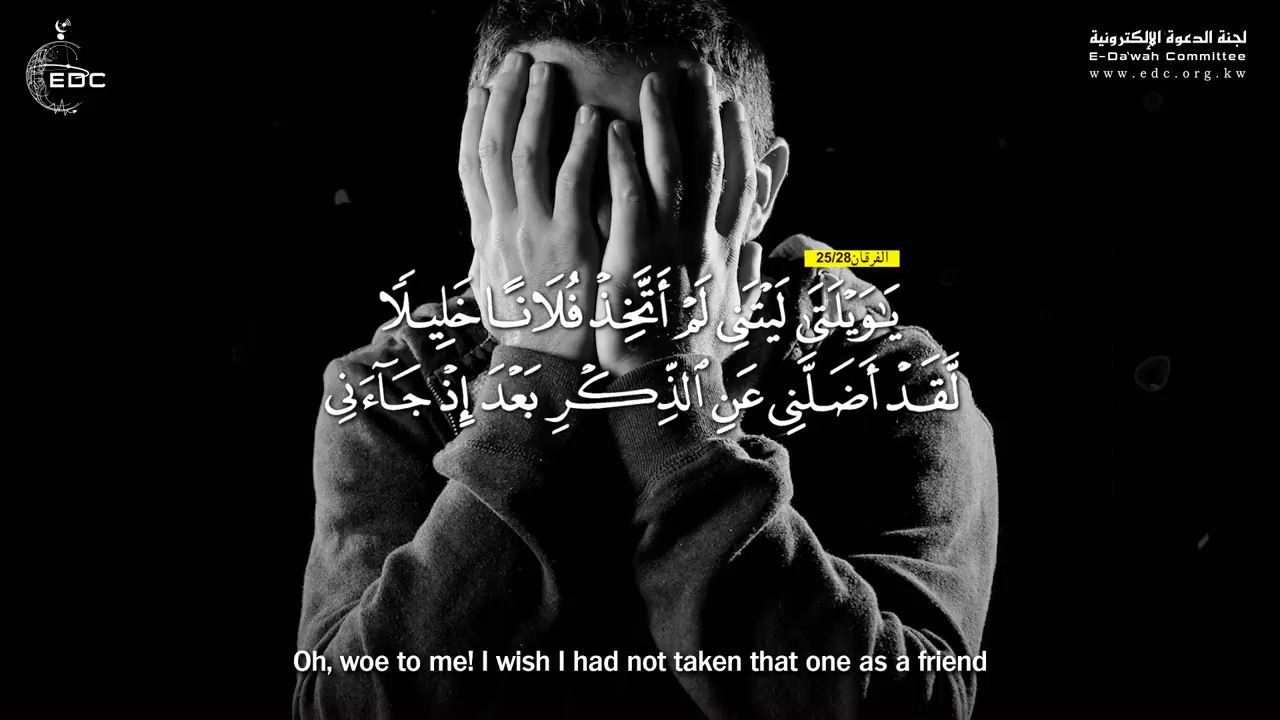 EDC
لجنة الدعوة الإلكترونية
E-Da'wah Committee
www.edc.org.kw
الفرقان 25/28
يَـٰوَيْلَتَىٰ لَيْتَنِى لَمْ أَتَّخِذْ فُلَانًا خَلِيلًا
لَّقَدْ أَضَلَّنِى عَنِ ٱلذِّكْرِ بَعْدَ إِذْ جَآءَنِى
Oh, woe to me! I wish I had not taken that one as a friend